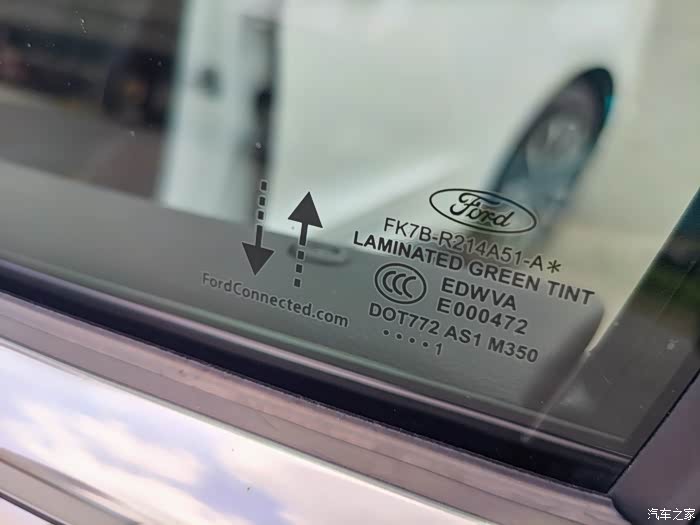 Ford
FK7B-R214A51-A*
LAMINATED GREEN TINT
CCC
EDWVA
E000472
DOT772 AS1 M350
....1
FordConnected.com
汽车之家